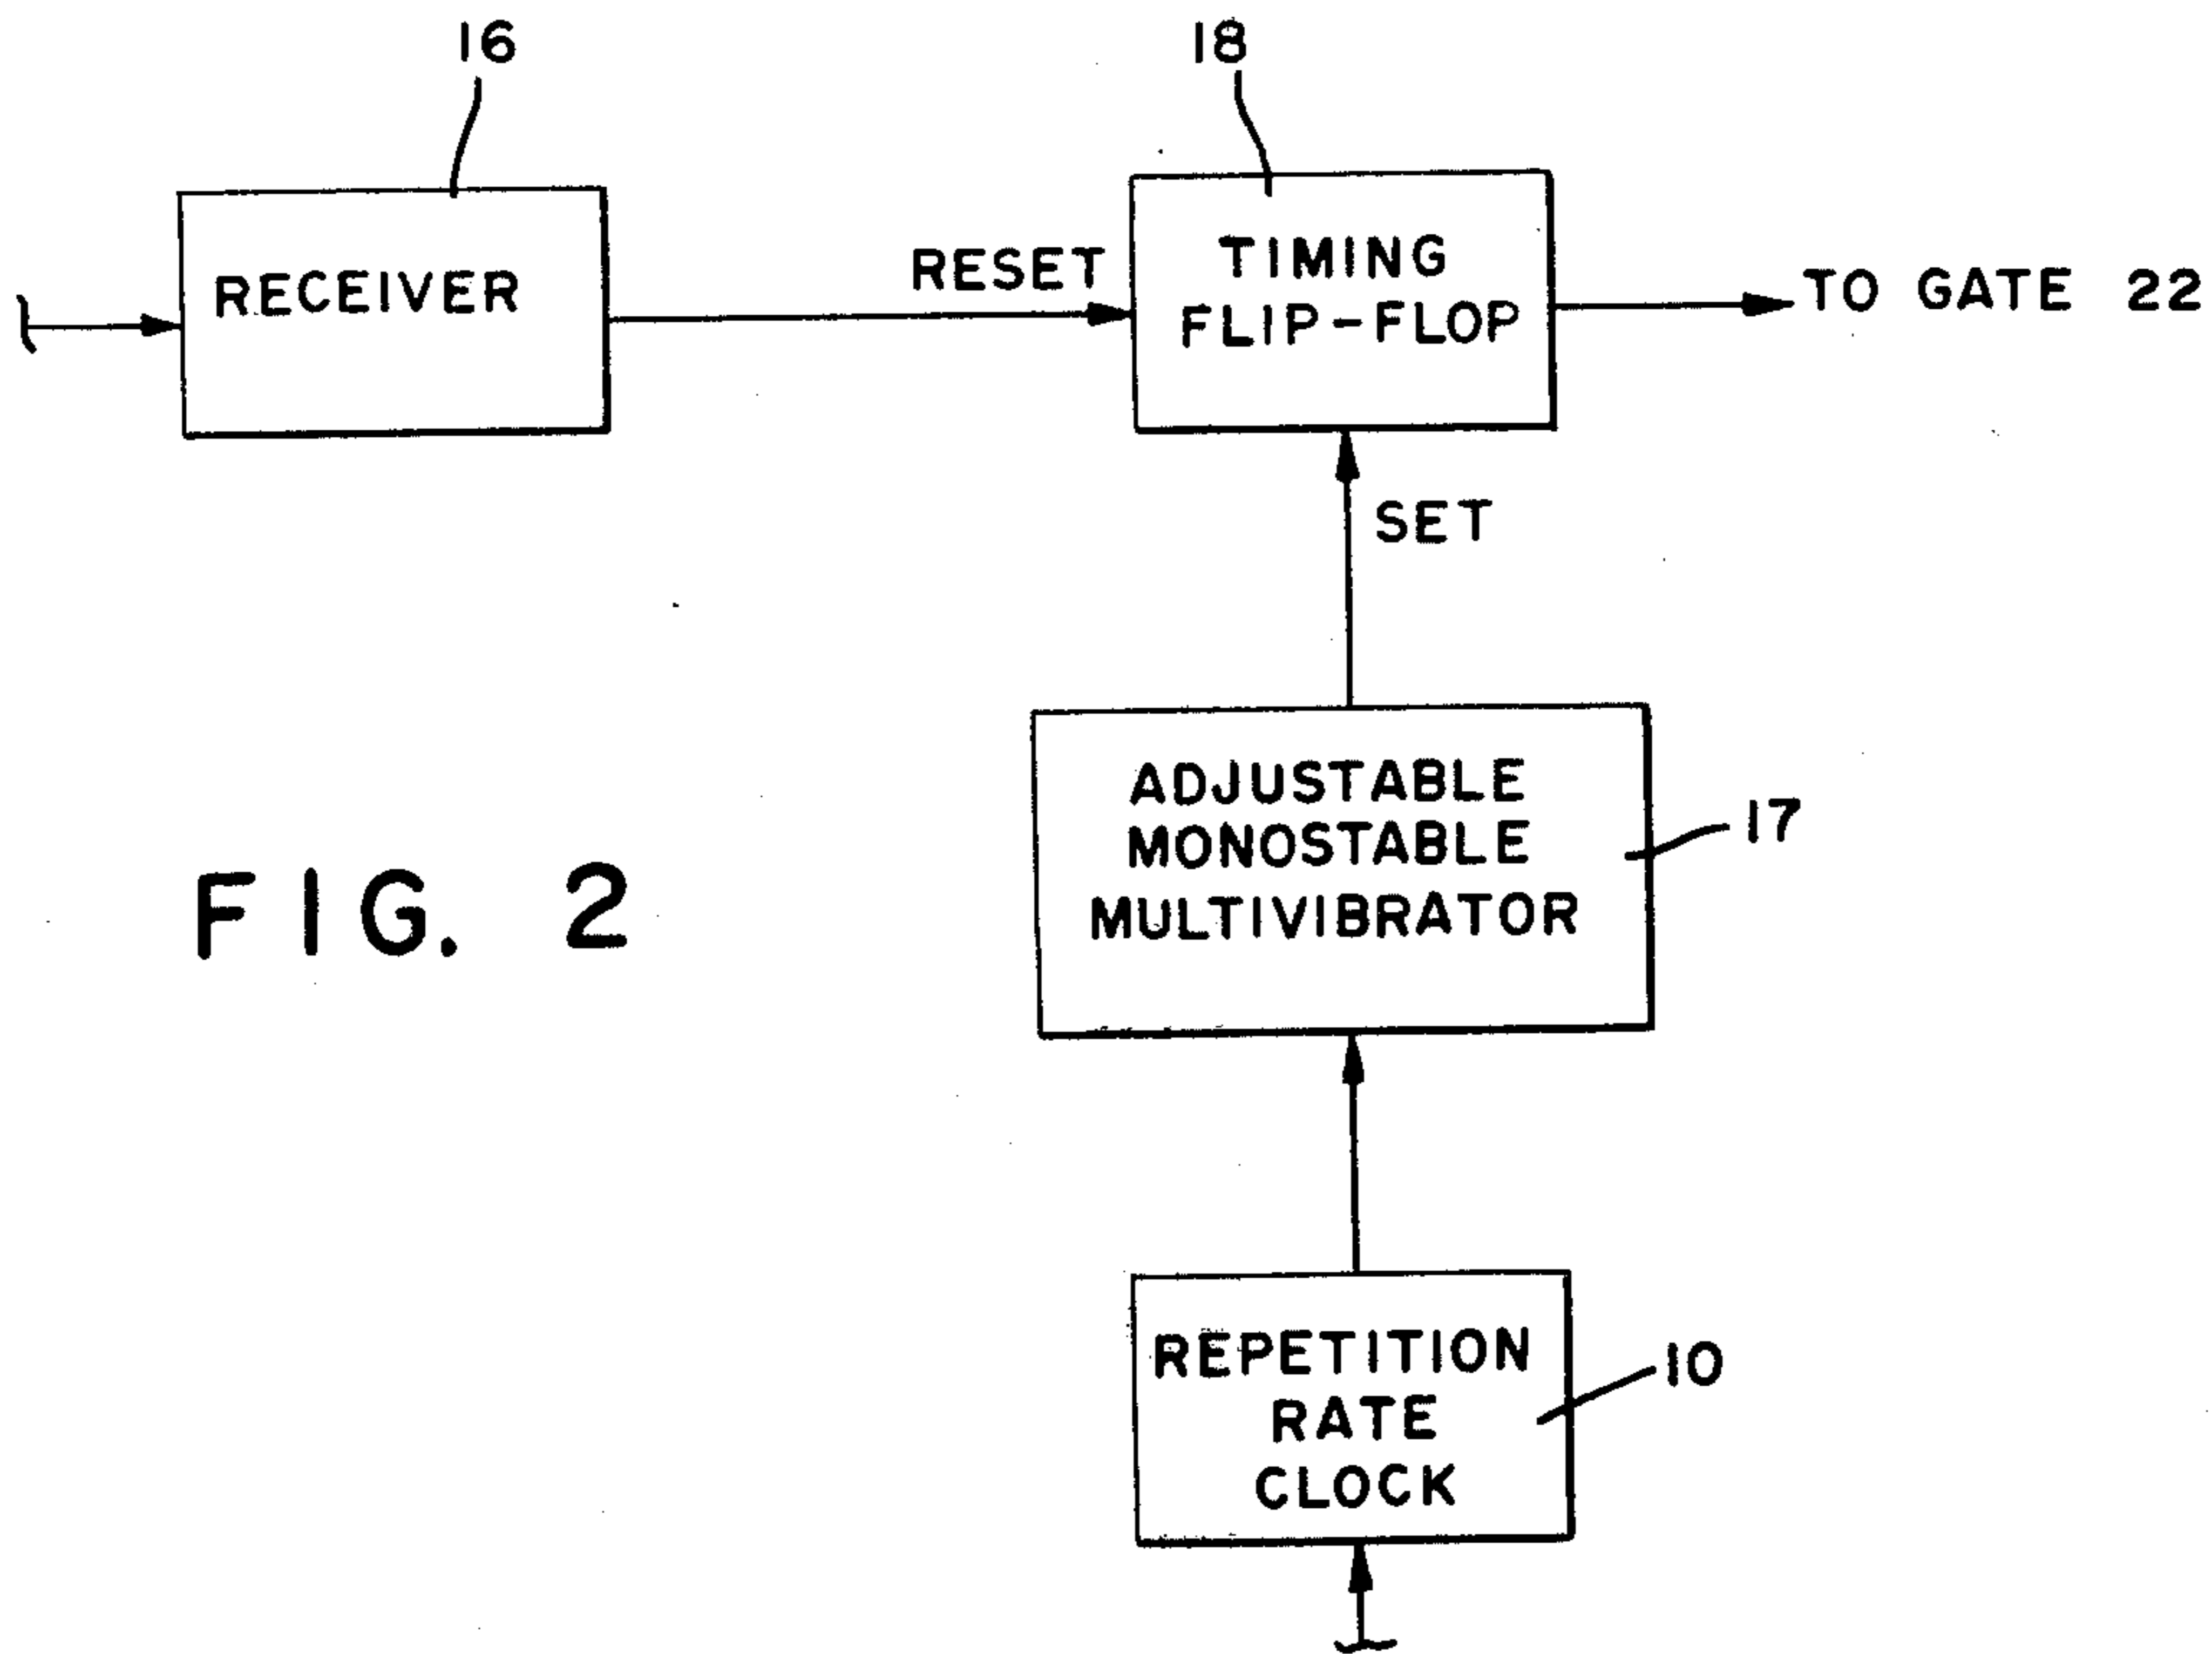 16
18
RECEIVER
RESET
TIMING
FLIP-FLOP
TO GATE 22
SET
ADJUSTABLE
MONOSTABLE
MULTIVIBRATOR
17
FIG. 2
REPETITION
RATE
CLOCK
10